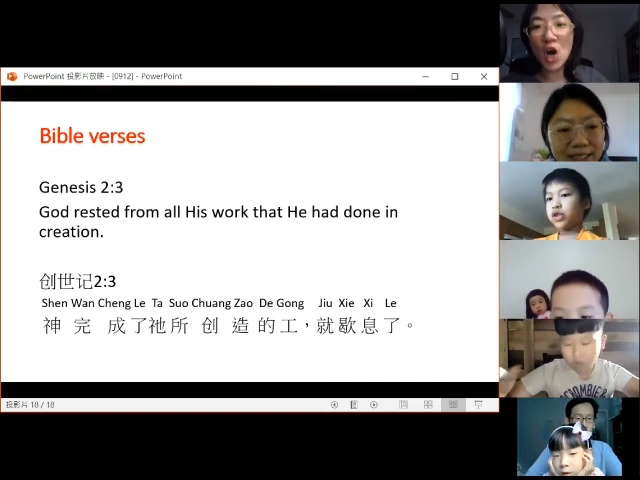 PowerPoint 投影片放映 - [0912] - PowerPoint
Bible verses
Genesis 2:3
God rested from all His work that He had done in
creation.
创世记2:3
Shen Wan Cheng Le Ta Suo Chuang Zao De Gong Jiu Xie Xi Le
神 完 成了祂所 创 造 的工，就歇息了。
投影片 18 / 18